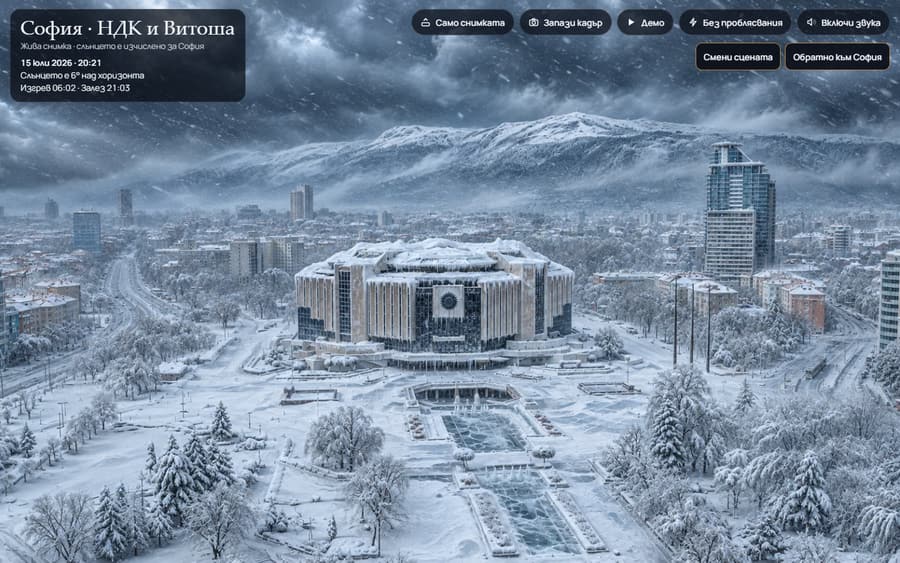 София · НДК и Витоша
Жива снимка · слънцето е изчислено за София
15 юли 2026 · 20:21
Слънцето е 6° над хоризонта
Изгрев 06:02 · Залез 21:03
Само снимката
Запази кадър
Демо
Без проблясвания
Включи звука
Смени сцената
Обратно към София